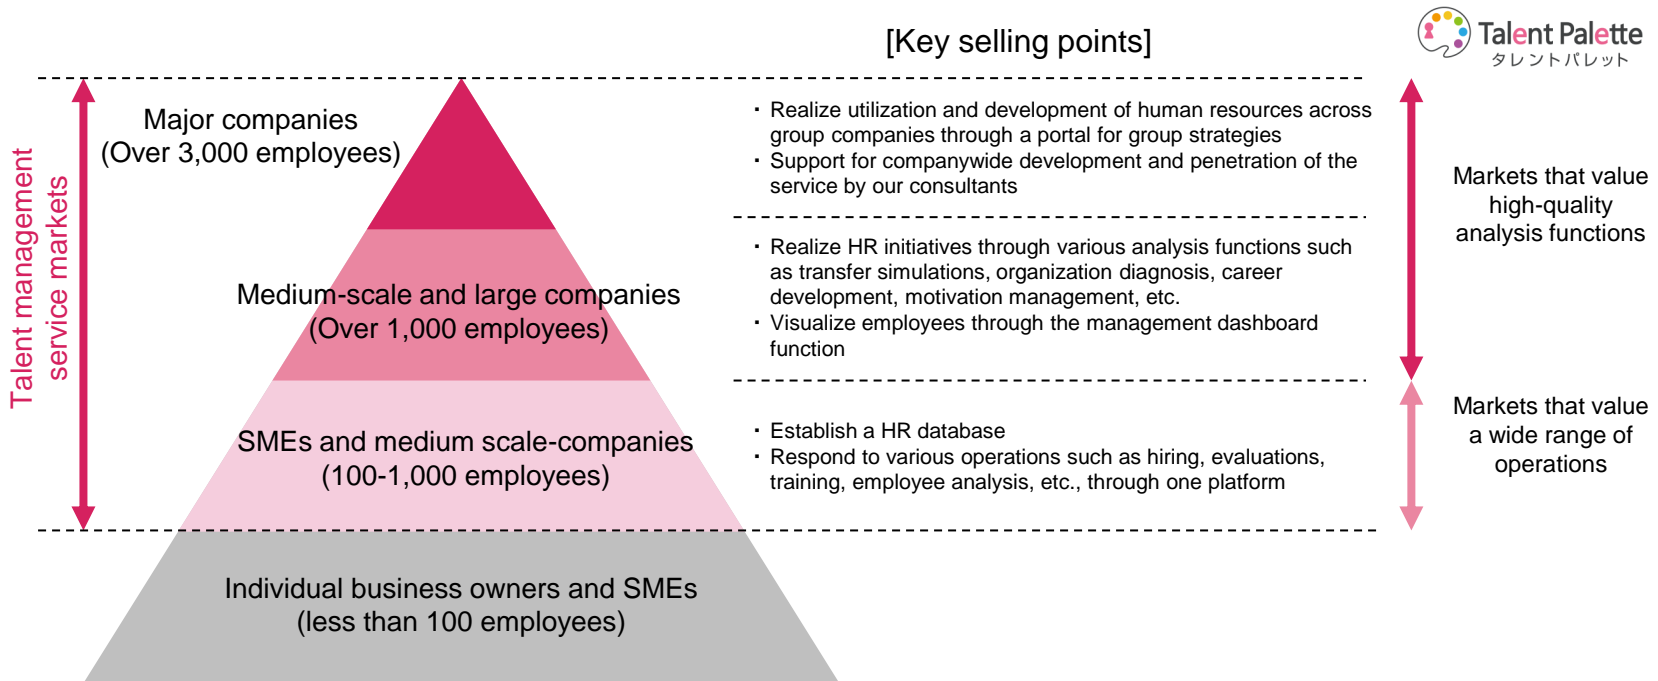 [Key selling points]
Talent Palette
タレントパレット
Talent management
service markets
Major companies
(Over 3,000 employees)
・Realize utilization and development of human resources across
group companies through a portal for group strategies
・Support for companywide development and penetration of the
service by our consultants
Markets that value
high-quality
analysis functions
Medium-scale and large companies
(Over 1,000 employees)
・Realize HR initiatives through various analysis functions such
as transfer simulations, organization diagnosis, career
development, motivation management, etc.
・Visualize employees through the management dashboard
function
SMEs and medium scale-companies
(100-1,000 employees)
・Establish a HR database
・Respond to various operations such as hiring, evaluations,
training, employee analysis, etc., through one platform
Markets that value
a wide range of
operations
Individual business owners and SMEs
(less than 100 employees)